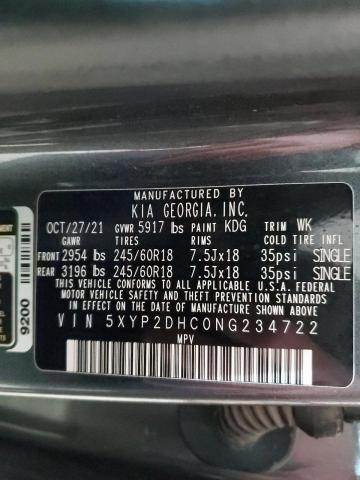 MANUFACTURED BY
KIA GEORGIA, INC.
OCT/27/21 GVWR 5917 lbs PAINT KDG TRIM WK
GAWR TIRES RIMS COLD TIRE INFL
FRONT 2954 lbs 245/60R18 7.5Jx18 35psi SINGLE
REAR 3196 lbs 245/60R18 7.5Jx18 35psi SINGLE
THIS VEHICLE CONFORMS TO ALL APPLICABLE U.S.A. FEDERAL
MOTOR VEHICLE SAFETY AND THEFT PREVENTION STANDARDS IN
EFFECT ON THE DATE OF MANUFACTURE SHOWN ABOVE
VIN 5XYP2DHC0NG234722
MPV
9200